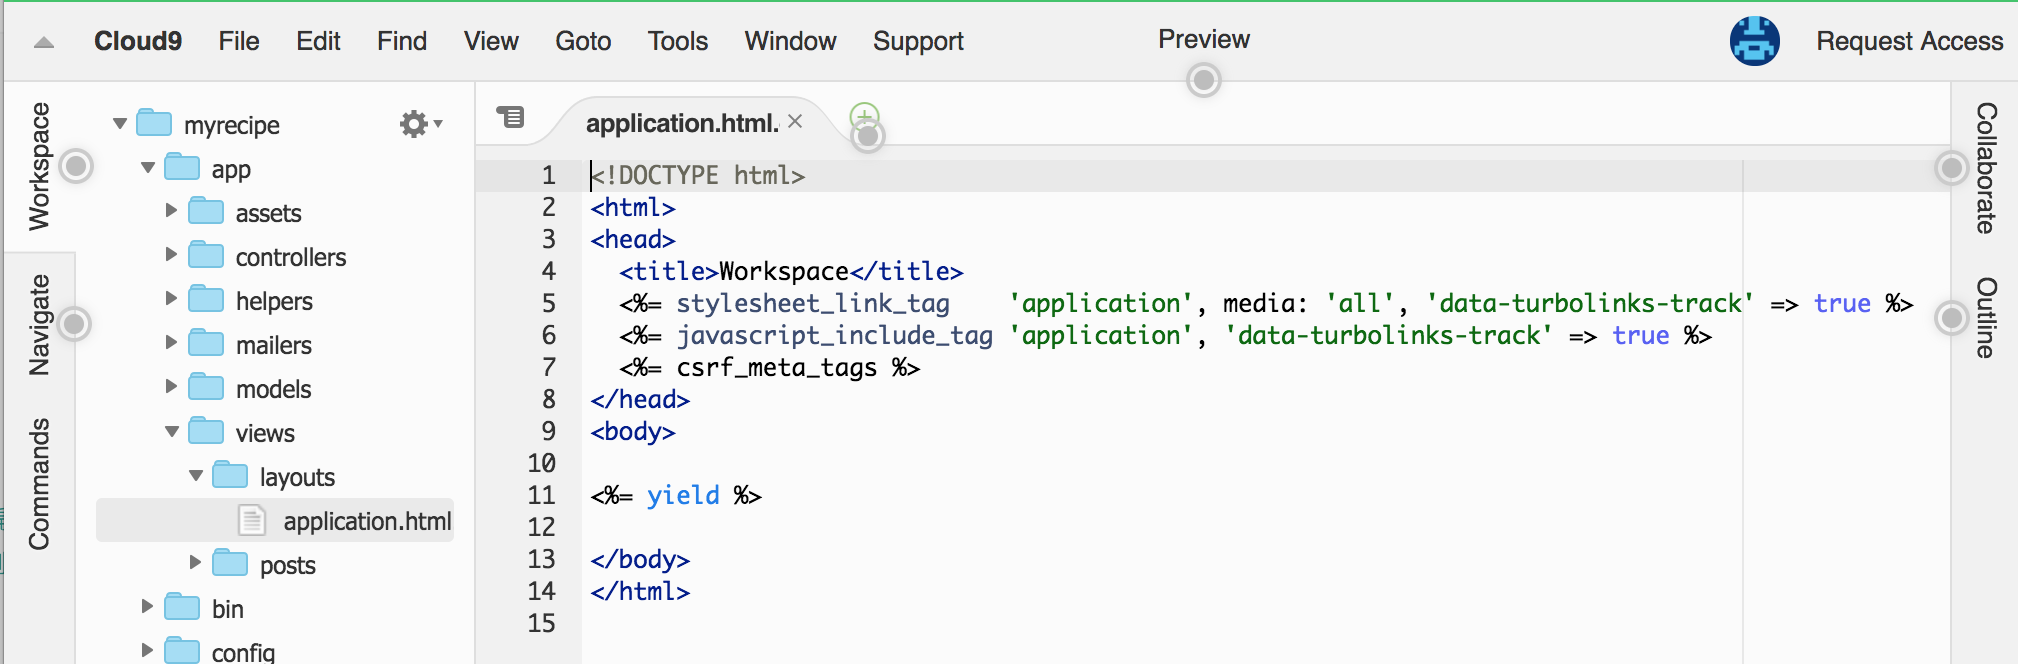 Cloud9 File Edit Find View Goto Tools Window Support Preview Request Access
Workspace
Navigate
Commands
myrecipe
app
assets
controllers
helpers
mailers
models
views
layouts
application.html
posts
bin
config
application.html.
1 <!DOCTYPE html>
2 <html>
3 <head>
4   <title>Workspace</title>
5   <%= stylesheet_link_tag    'application', media: 'all', 'data-turbolinks-track' => true %>
6   <%= javascript_include_tag 'application', 'data-turbolinks-track' => true %>
7   <%= csrf_meta_tags %>
8 </head>
9 <body>
10
11 <%= yield %>
12
13 </body>
14 </html>
15
Collaborate
Outline